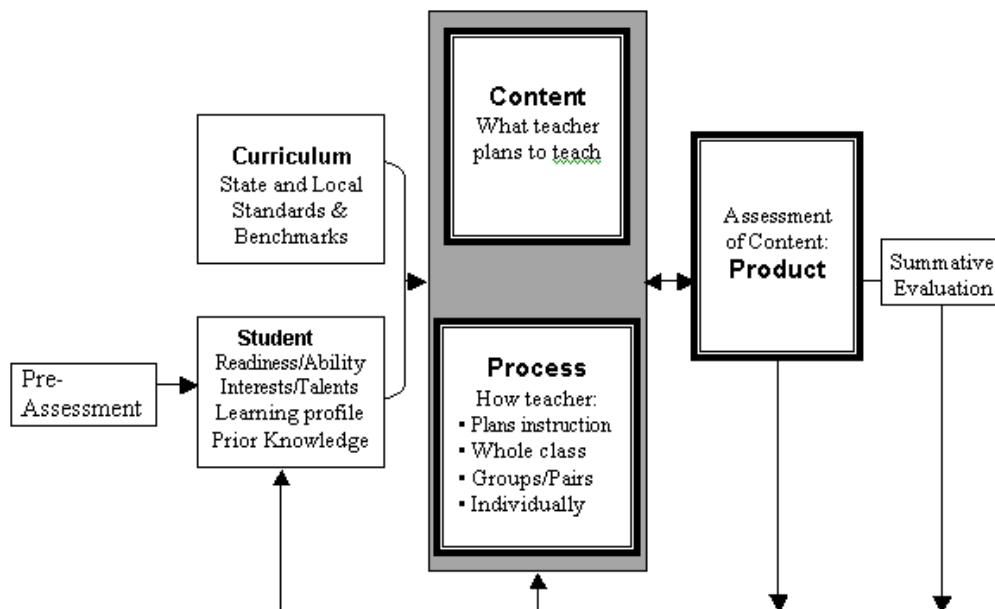 Content
What teacher
plans to teach
Curriculum
State and Local
Standards &
Benchmarks
Assessment
of Content:
Product
Summative
Evaluation
Student
Readiness/Ability
Interests/Talents
Learning profile
Prior Knowledge
Pre-
Assessment
Process
How teacher:
▪ Plans instruction
▪ Whole class
▪ Groups/Pairs
▪ Individually